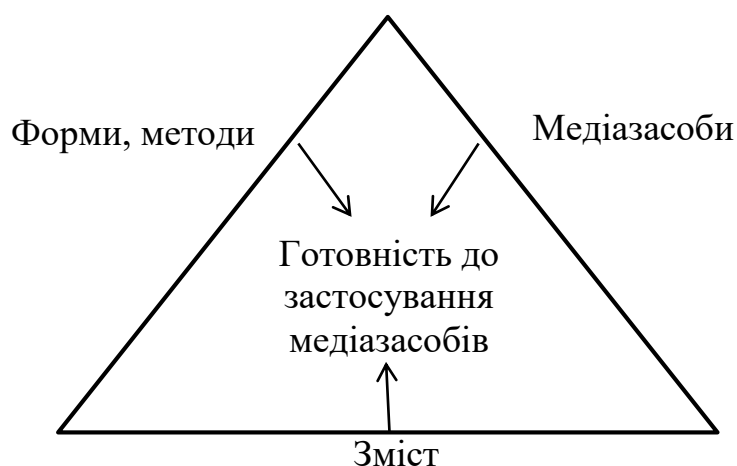 Форми, методи
Медіазасоби
Готовність до
застосування
медіазасобів
Зміст